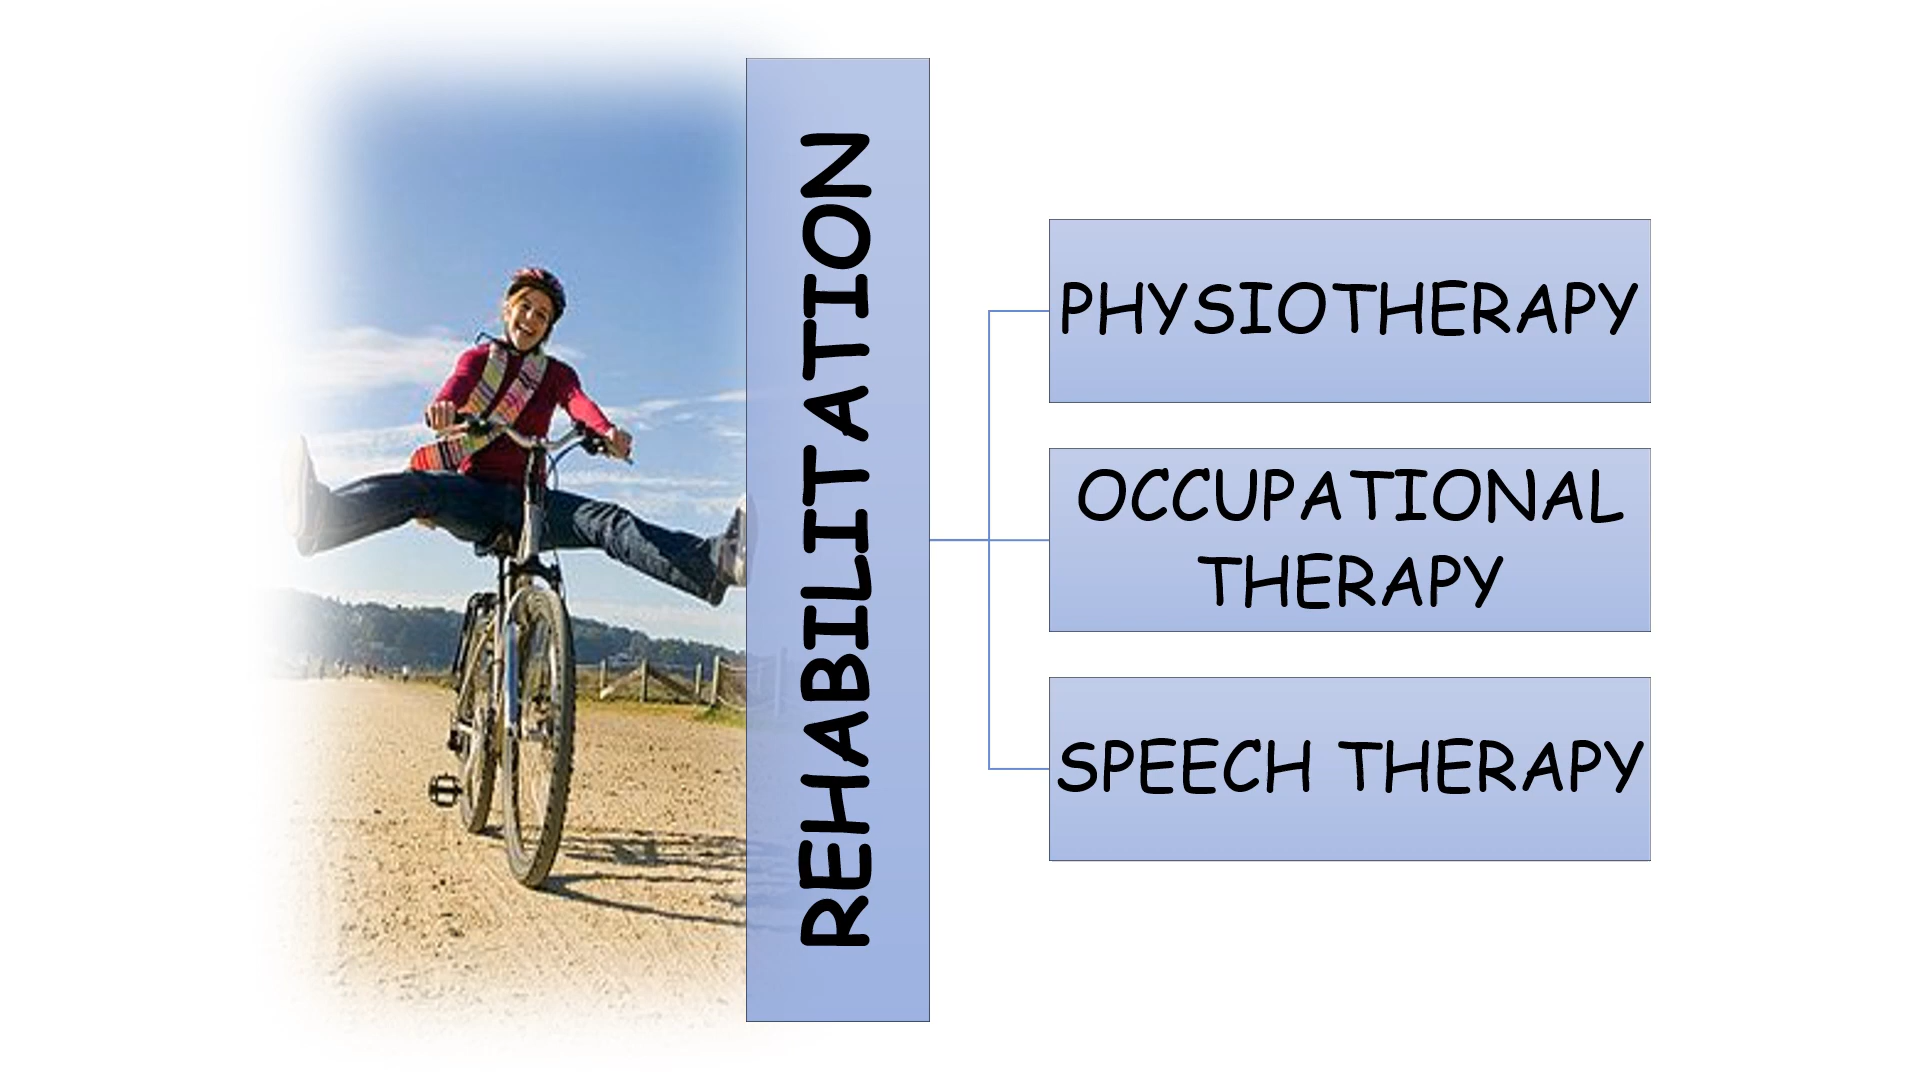 REHABILITATION
PHYSIOTHERAPY
OCCUPATIONAL
THERAPY
SPEECH THERAPY